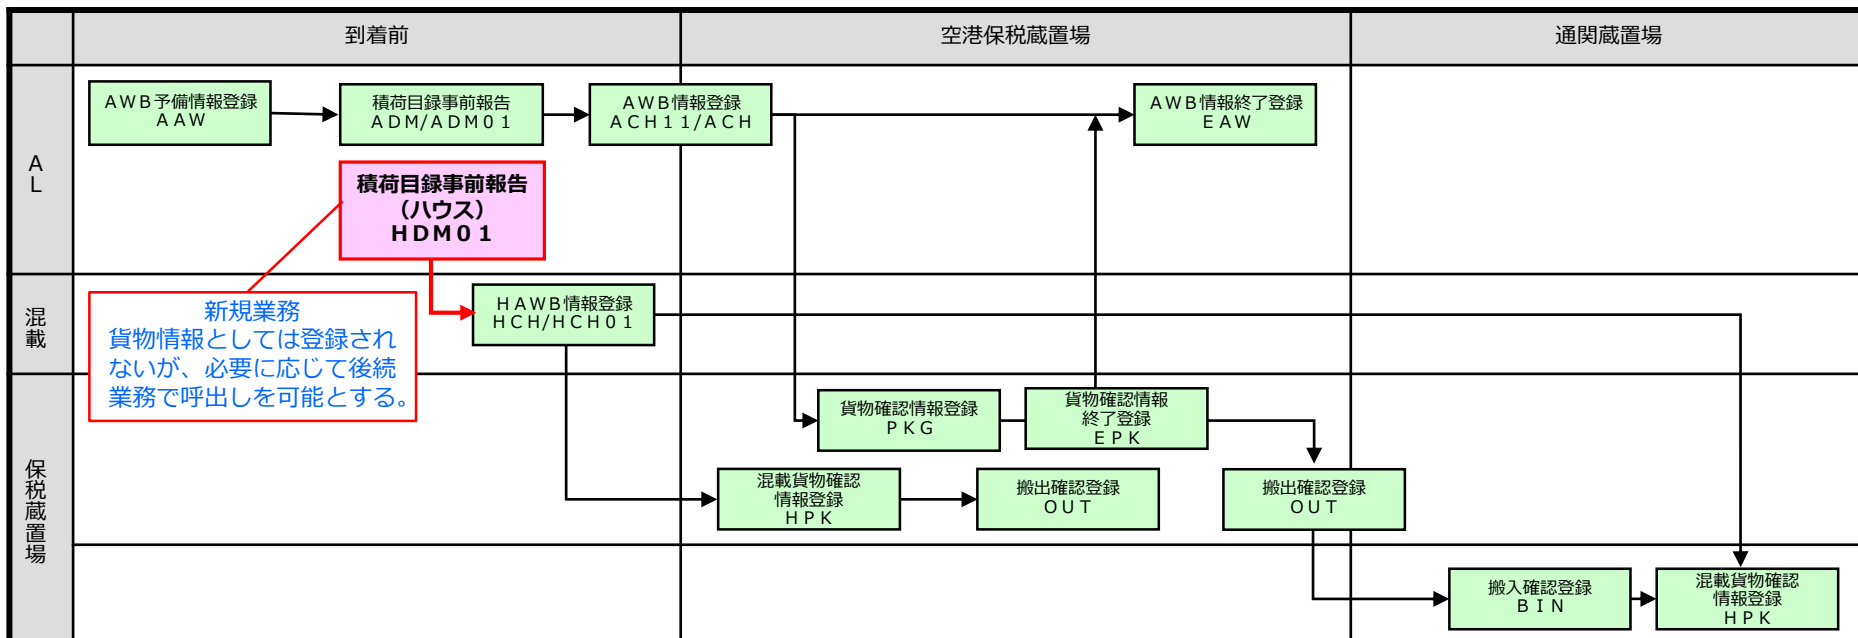 到着前
空港保税蔵置場
通関蔵置場
AL
AWB予備情報登録
AAW
積荷目録事前報告
ADM/ADM01
AWB情報登録
ACH11/ACH
AWB情報終了登録
EAW
積荷目録事前報告
（ハウス）
HDM01
混載
新規業務
貨物情報としては登録され
ないが、必要に応じて後続
業務で呼出しを可能とする。
HAWB情報登録
HCH/HCH01
保税蔵置場
貨物確認情報登録
PKG
貨物確認情報
終了登録
EPK
混載貨物確認
情報登録
HPK
搬出確認登録
OUT
搬出確認登録
OUT
搬入確認登録
BIN
混載貨物確認
情報登録
HPK